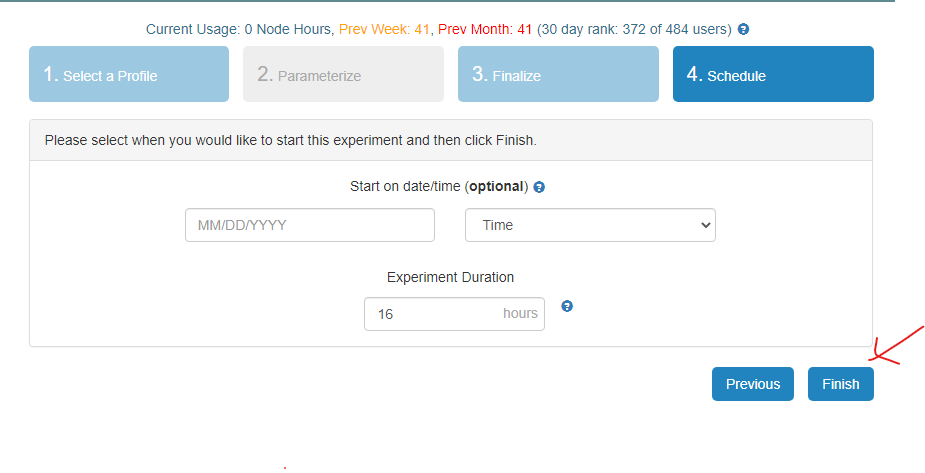 Current Usage: 0 Node Hours, Prev Week: 41, Prev Month: 41 (30 day rank: 372 of 484 users) ?
1. Select a Profile
2. Parameterize
3. Finalize
4. Schedule
Please select when you would like to start this experiment and then click Finish.
Start on date/time (optional) ?
MM/DD/YYYY
Time
Experiment Duration
16 hours ?
Previous
Finish